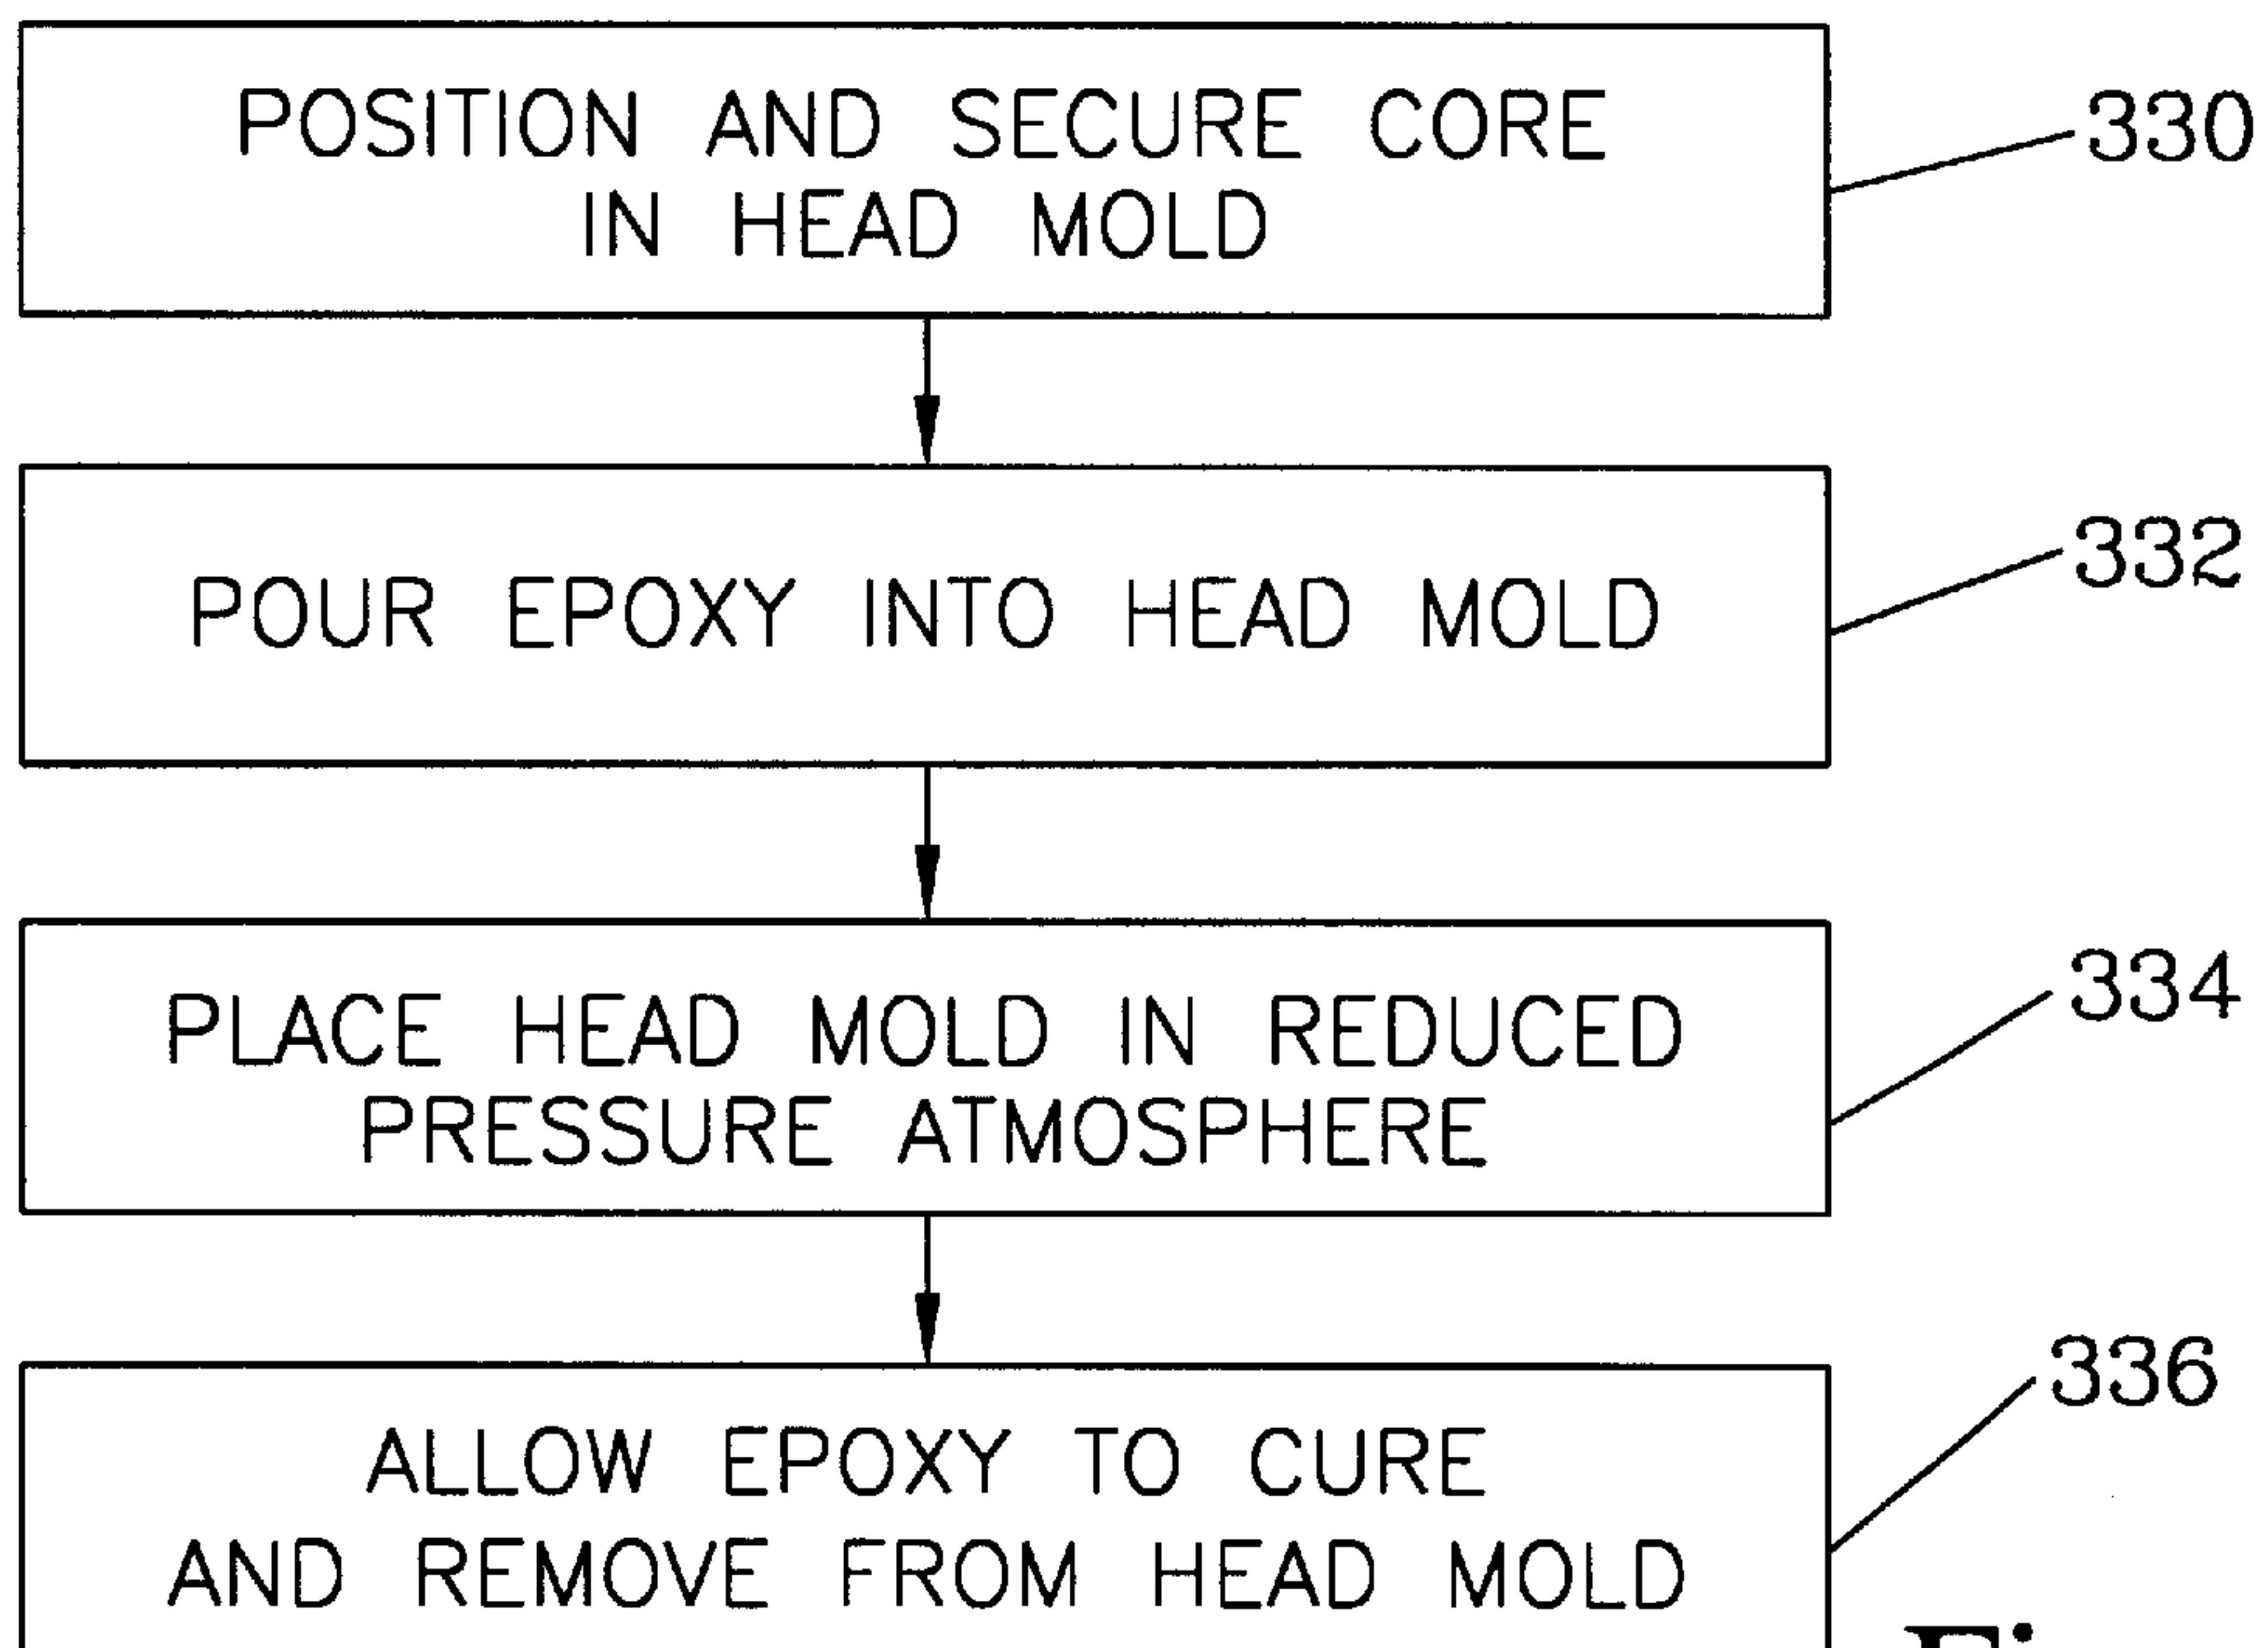 POSITION AND SECURE CORE
IN HEAD MOLD
330
POUR EPOXY INTO HEAD MOLD
332
PLACE HEAD MOLD IN REDUCED
PRESSURE ATMOSPHERE
334
ALLOW EPOXY TO CURE
AND REMOVE FROM HEAD MOLD
336